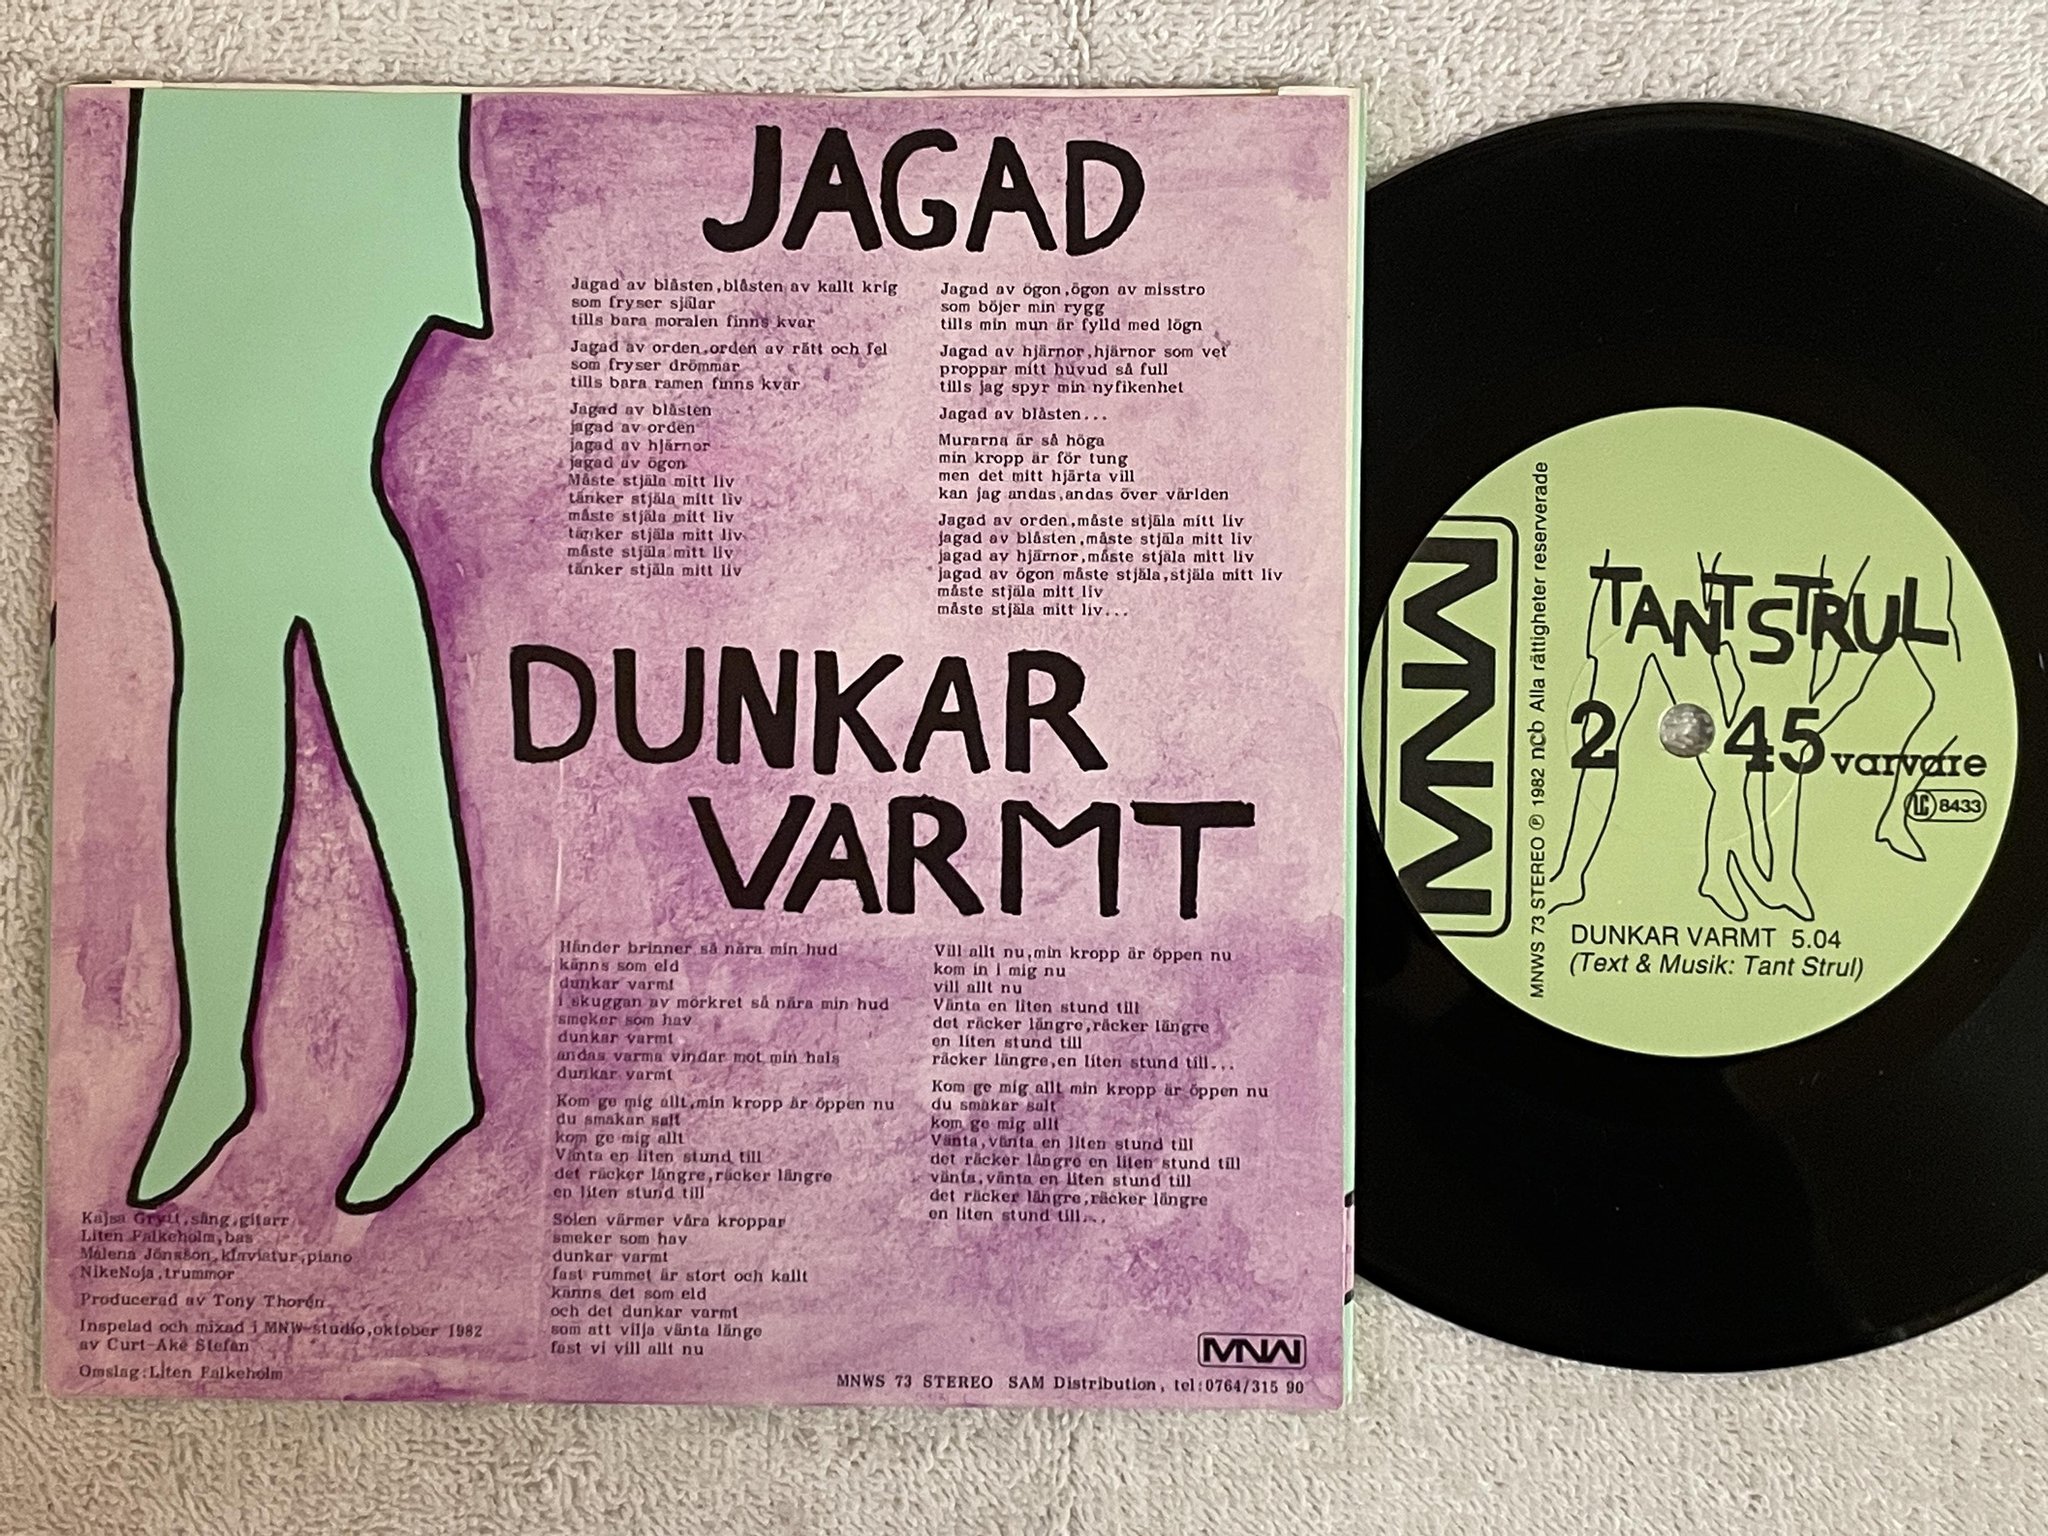 JAGAD
Jagad av blåsten,blåsten av kallt krig
som fryser själar
tills bara moralen finns kvar
Jagad av orden,orden av rätt och fel
som fryser drömmar
tills bara ramen finns kvar
Jagad av blåsten
jagad av orden
jagad av hjärnor
jagad av ögon
Måste stjäla mitt liv
tänker stjäla mitt liv
måste stjäla mitt liv
tänker stjäla mitt liv
måste stjäla mitt liv
tänker stjäla mitt liv
Jagad av ögon,ögon av misstro
som böjer min rygg
tills min mun är fylld med lögn
Jagad av hjärnor,hjärnor som vet
proppar mitt huvud så full
tills jag spyr min nyfikenhet
Jagad av blåsten...
Murarna är så höga
min kropp är för tung
men det mitt hjärta vill
kan jag andas,andas över världen
Jagad av orden,måste stjäla mitt liv
jagad av blåsten,måste stjäla mitt liv
jagad av hjärnor,måste stjäla mitt liv
jagad av ögon måste stjäla,stjäla mitt liv
måste stjäla mitt liv
måste stjäla mitt liv...
DUNKAR
VARMT
Händer brinner så nära min hud
känns som eld
dunkar varmt
i skuggan av mörkret så nära min hud
smeker som hav
dunkar varmt
andas varma vindar mot min hals
dunkar varmt
Kom ge mig allt,min kropp är öppen nu
du smakar salt
kom ge mig allt
Vänta en liten stund till
det räcker längre,räcker längre
en liten stund till
Solen värmer våra kroppar
smeker som hav
dunkar varmt
fast rummet är stort och kallt
känns det som eld
och det dunkar varmt
som att vilja vänta länge
fast vi vill allt nu
Vill allt nu,min kropp är öppen nu
kom in i mig nu
vill allt nu
Vänta en liten stund till
det räcker längre,räcker längre
en liten stund till
räcker längre,en liten stund till...
Kom ge mig allt min kropp är öppen nu
du smakar salt
kom ge mig allt
Vänta,vänta en liten stund till
det räcker längre en liten stund till
vänta,vänta en liten stund till
det räcker längre,räcker längre
en liten stund till...
Kajsa Grytt,sång,gitarr
Liten Falkeholm,bas
Malena Jönsson,klaviatur,piano
NikeNoja,trummor
Producerad av Tony Thorén
Inspelad och mixad i MNW-studio,oktober 1982
av Curt-Åke Stefan
Omslag:Liten Falkeholm
MNW
MNWS 73 STEREO SAM Distribution, tel:0764/315 90
MNW
MNWS 73 STEREO ℗ 1982 ncb Alla rättigheter reserverade
TANT STRUL
2 45 varvare
LC 8433
DUNKAR VARMT 5.04
(Text & Musik: Tant Strul)